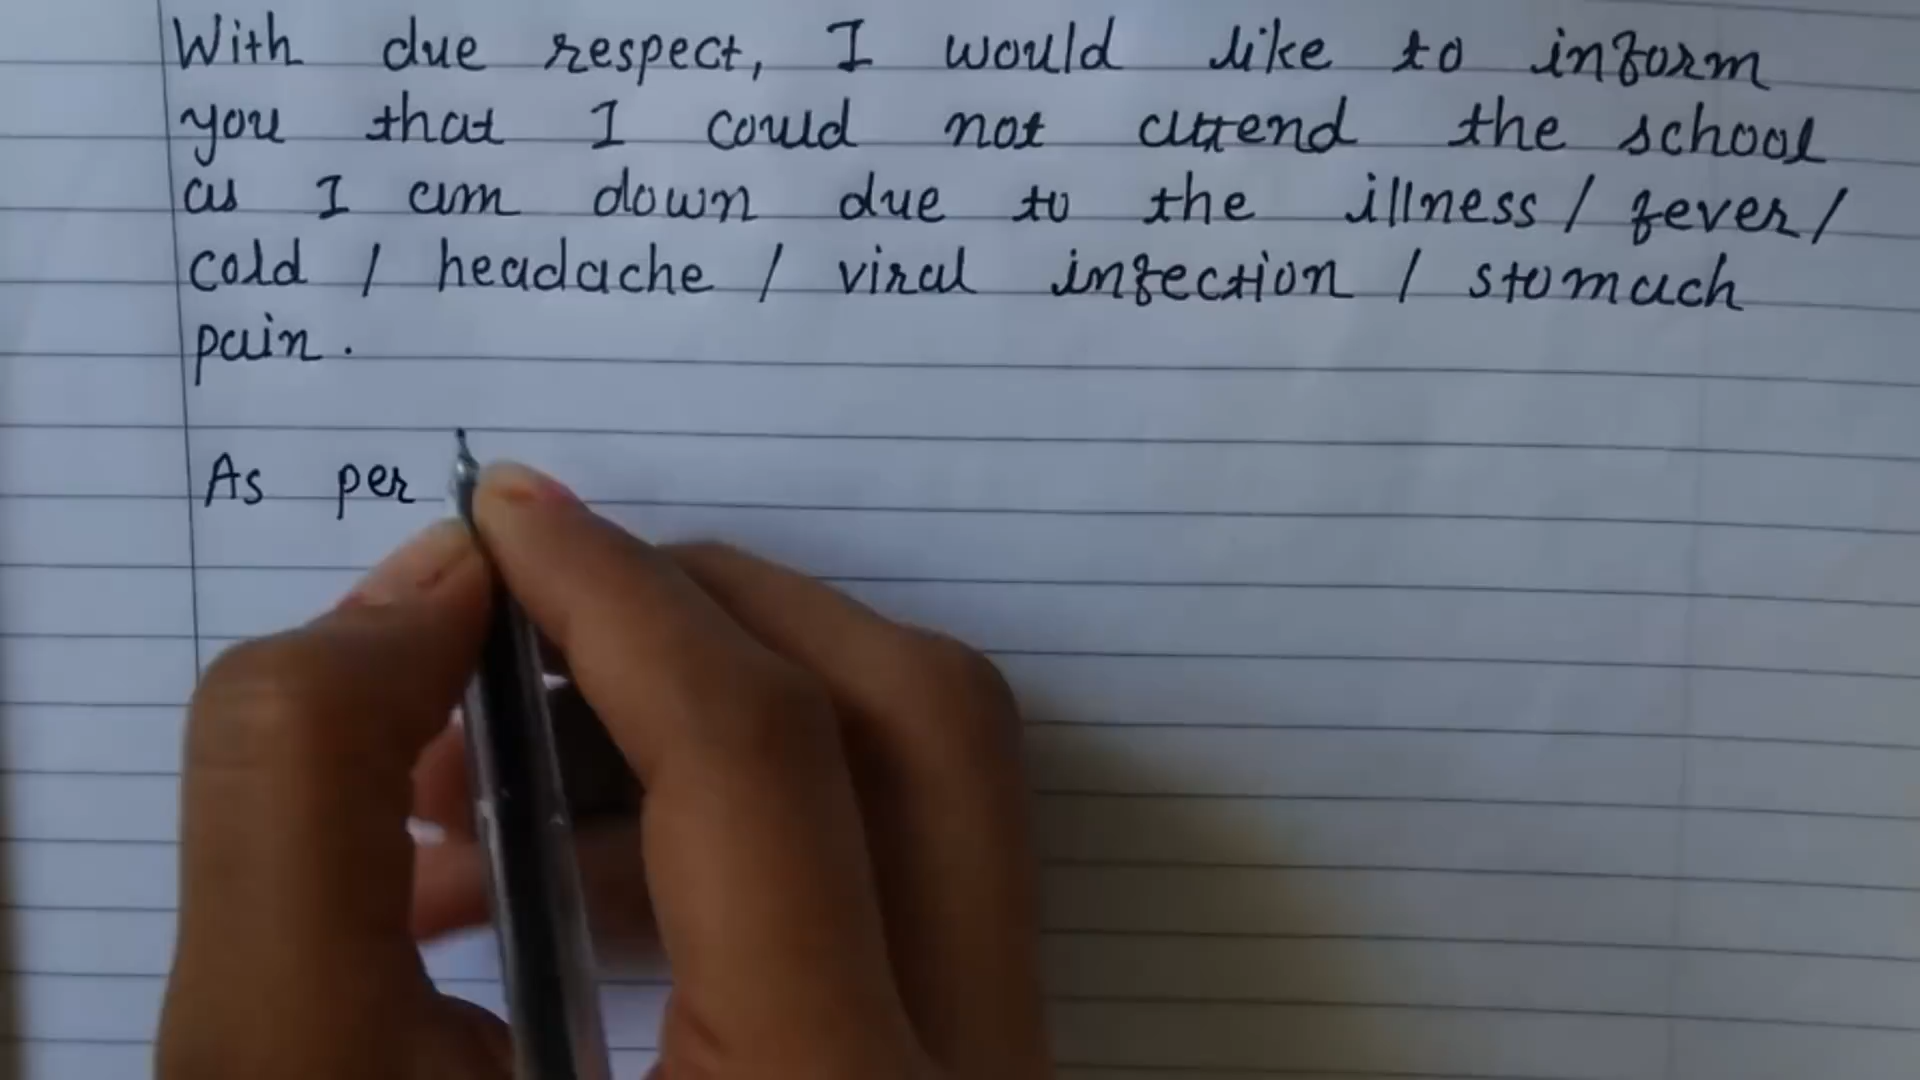 With due respect, I would like to inform
you that I could not attend the school
as I am down due to the illness / fever /
cold / headache / viral infection / stomach
pain.
As per